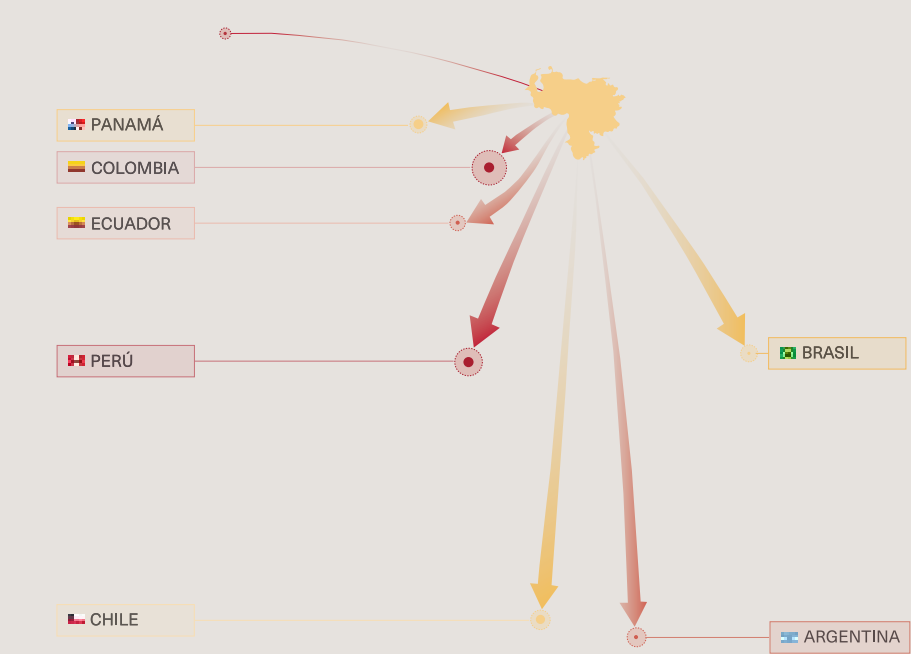 PANAMÁ
COLOMBIA
ECUADOR
PERÚ
BRASIL
CHILE
ARGENTINA